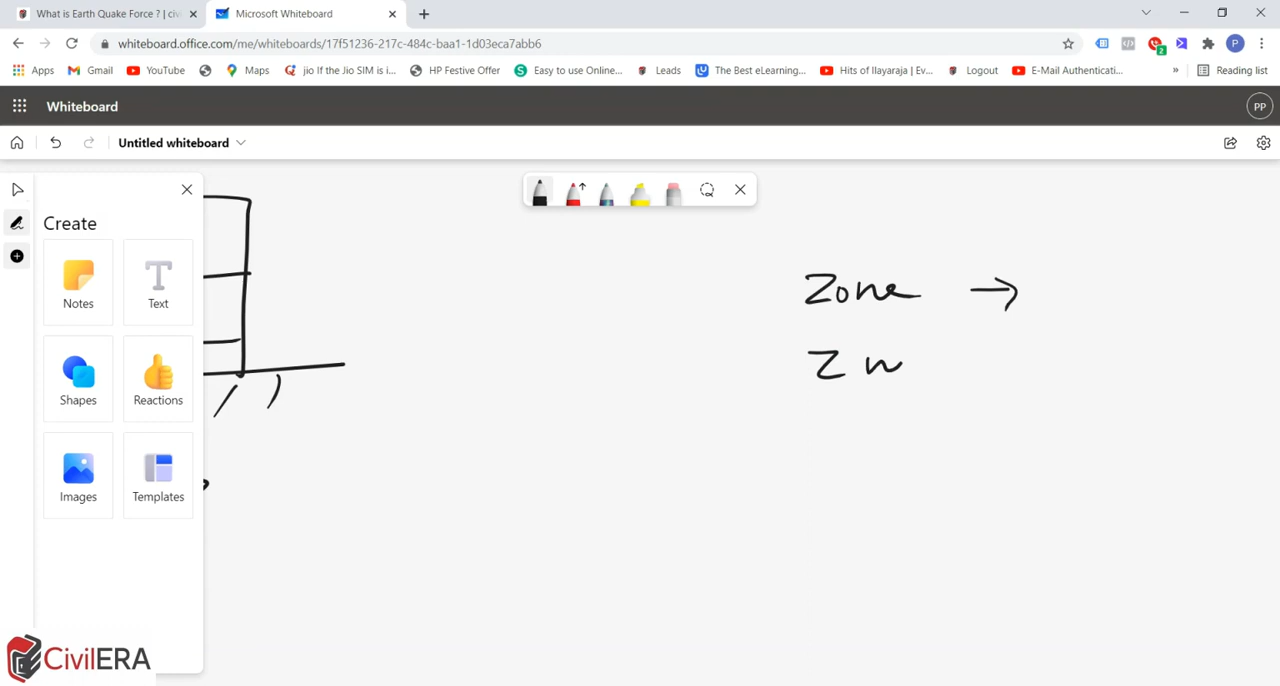 What is Earth Quake Force ? | civ
Microsoft Whiteboard
whiteboard.office.com/me/whiteboards/17f51236-217c-484c-baa1-1d03eca7abb6
2
P
Apps
Gmail
YouTube
Maps
jio If the Jio SIM is i...
HP Festive Offer
Easy to use Online...
Leads
The Best eLearning...
Hits of Ilayaraja | Ev...
Logout
E-Mail Authenticati...
»
Reading list
Whiteboard
PP
Untitled whiteboard
Create
Notes
Text
Shapes
Reactions
Images
Templates
Zone →
Z
CivilERA